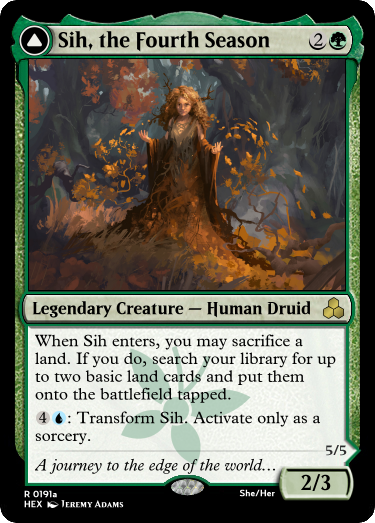 Sih, the Fourth Season 2
Legendary Creature — Human Druid
When Sih enters, you may sacrifice a
land. If you do, search your library for up
to two basic land cards and put them
onto the battlefield tapped.
4 : Transform Sih. Activate only as a
sorcery.
5/5
A journey to the edge of the world…
2/3
R 0191a
HEX Jeremy Adams
She/Her